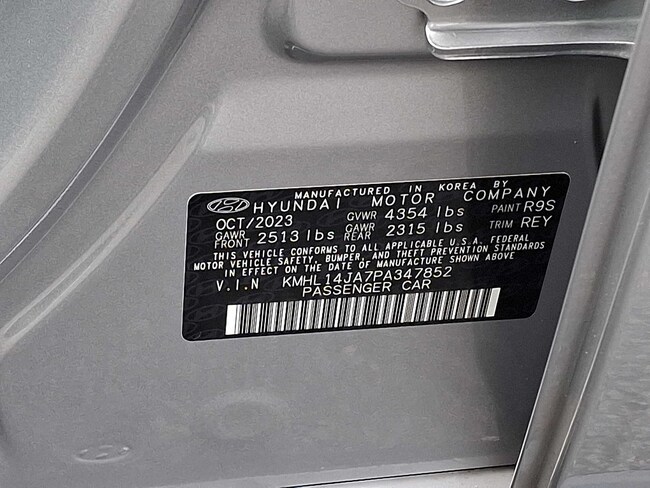 MANUFACTURED IN KOREA BY
HYUNDAI MOTOR COMPANY
OCT/2023 GVWR 4354 lbs PAINT R9S
GAWR FRONT 2513 lbs GAWR REAR 2315 lbs TRIM REY
THIS VEHICLE CONFORMS TO ALL APPLICABLE U.S.A. FEDERAL
MOTOR VEHICLE SAFETY, BUMPER, AND THEFT PREVENTION STANDARDS
IN EFFECT ON THE DATE OF MANUFACTURE SHOWN ABOVE
V.I.N KMHL14JA7PA347852
PASSENGER CAR